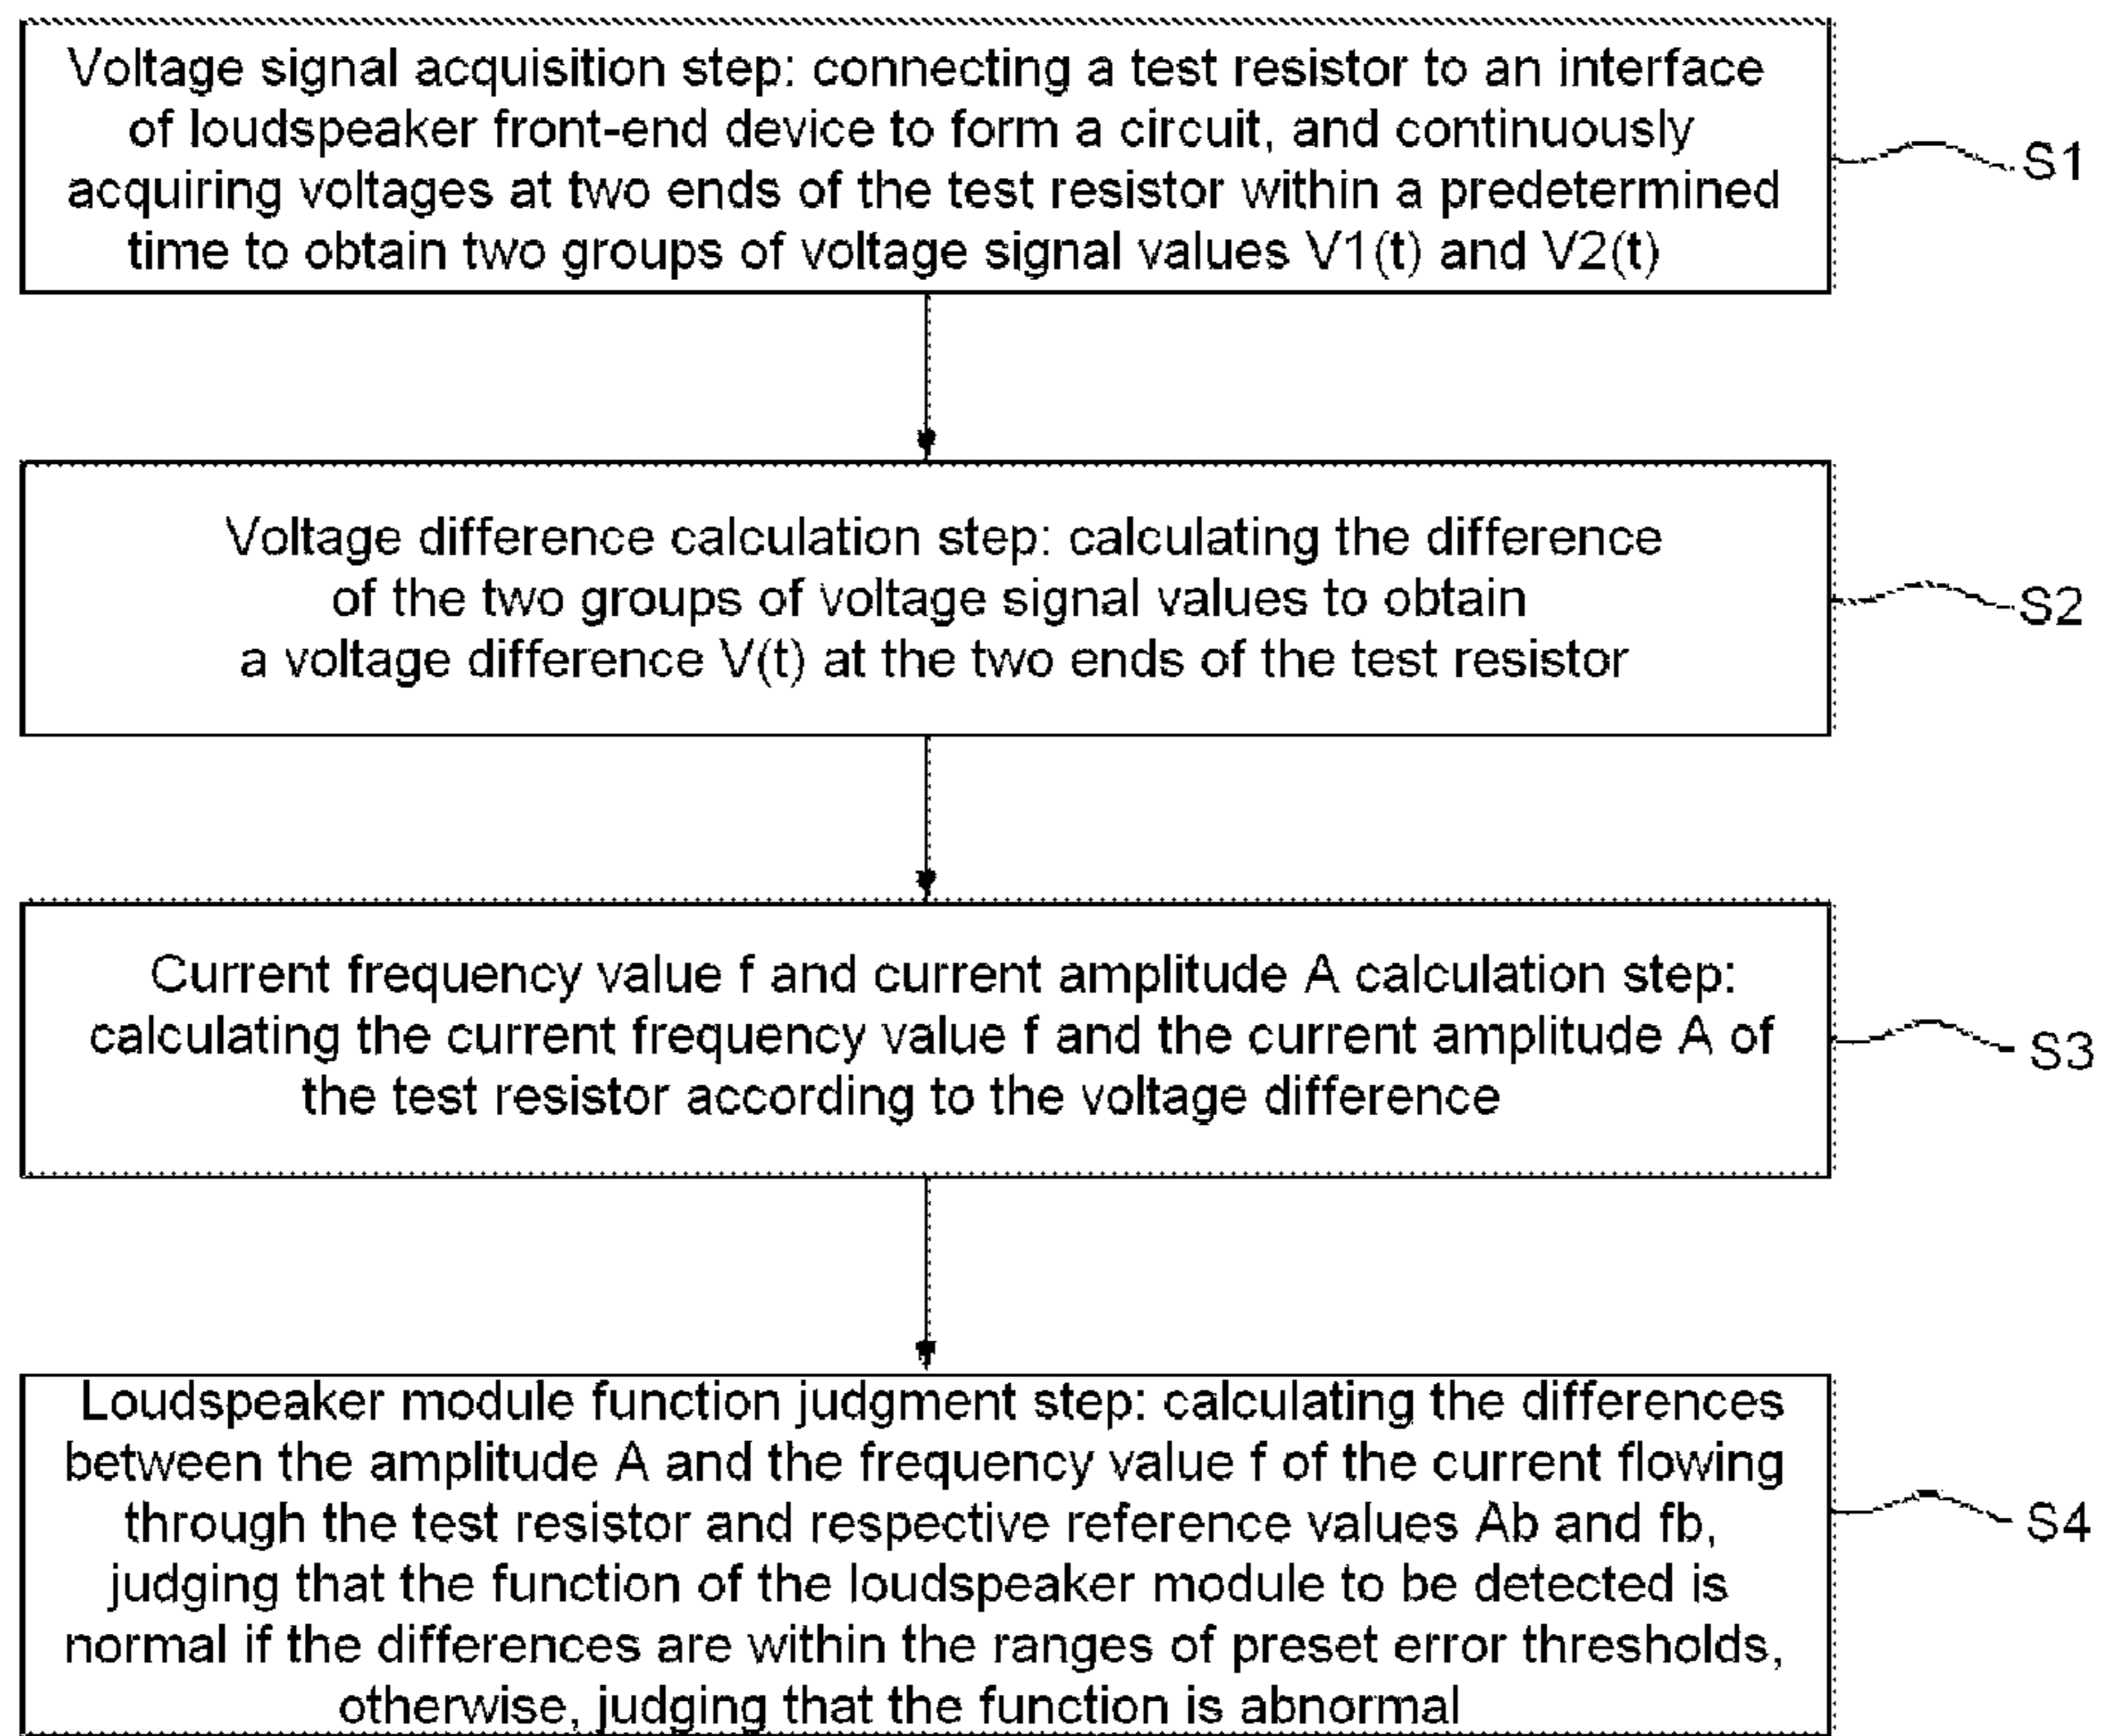 Voltage signal acquisition step: connecting a test resistor to an interface
of loudspeaker front-end device to form a circuit, and continuously
acquiring voltages at two ends of the test resistor within a predetermined
time to obtain two groups of voltage signal values V1(t) and V2(t)
S1
Voltage difference calculation step: calculating the difference
of the two groups of voltage signal values to obtain
a voltage difference V(t) at the two ends of the test resistor
S2
Current frequency value f and current amplitude A calculation step:
calculating the current frequency value f and the current amplitude A of
the test resistor according to the voltage difference
S3
Loudspeaker module function judgment step: calculating the differences
between the amplitude A and the frequency value f of the current flowing
through the test resistor and respective reference values Ab and fb,
judging that the function of the loudspeaker module to be detected is
normal if the differences are within the ranges of preset error thresholds,
otherwise, judging that the function is abnormal
S4